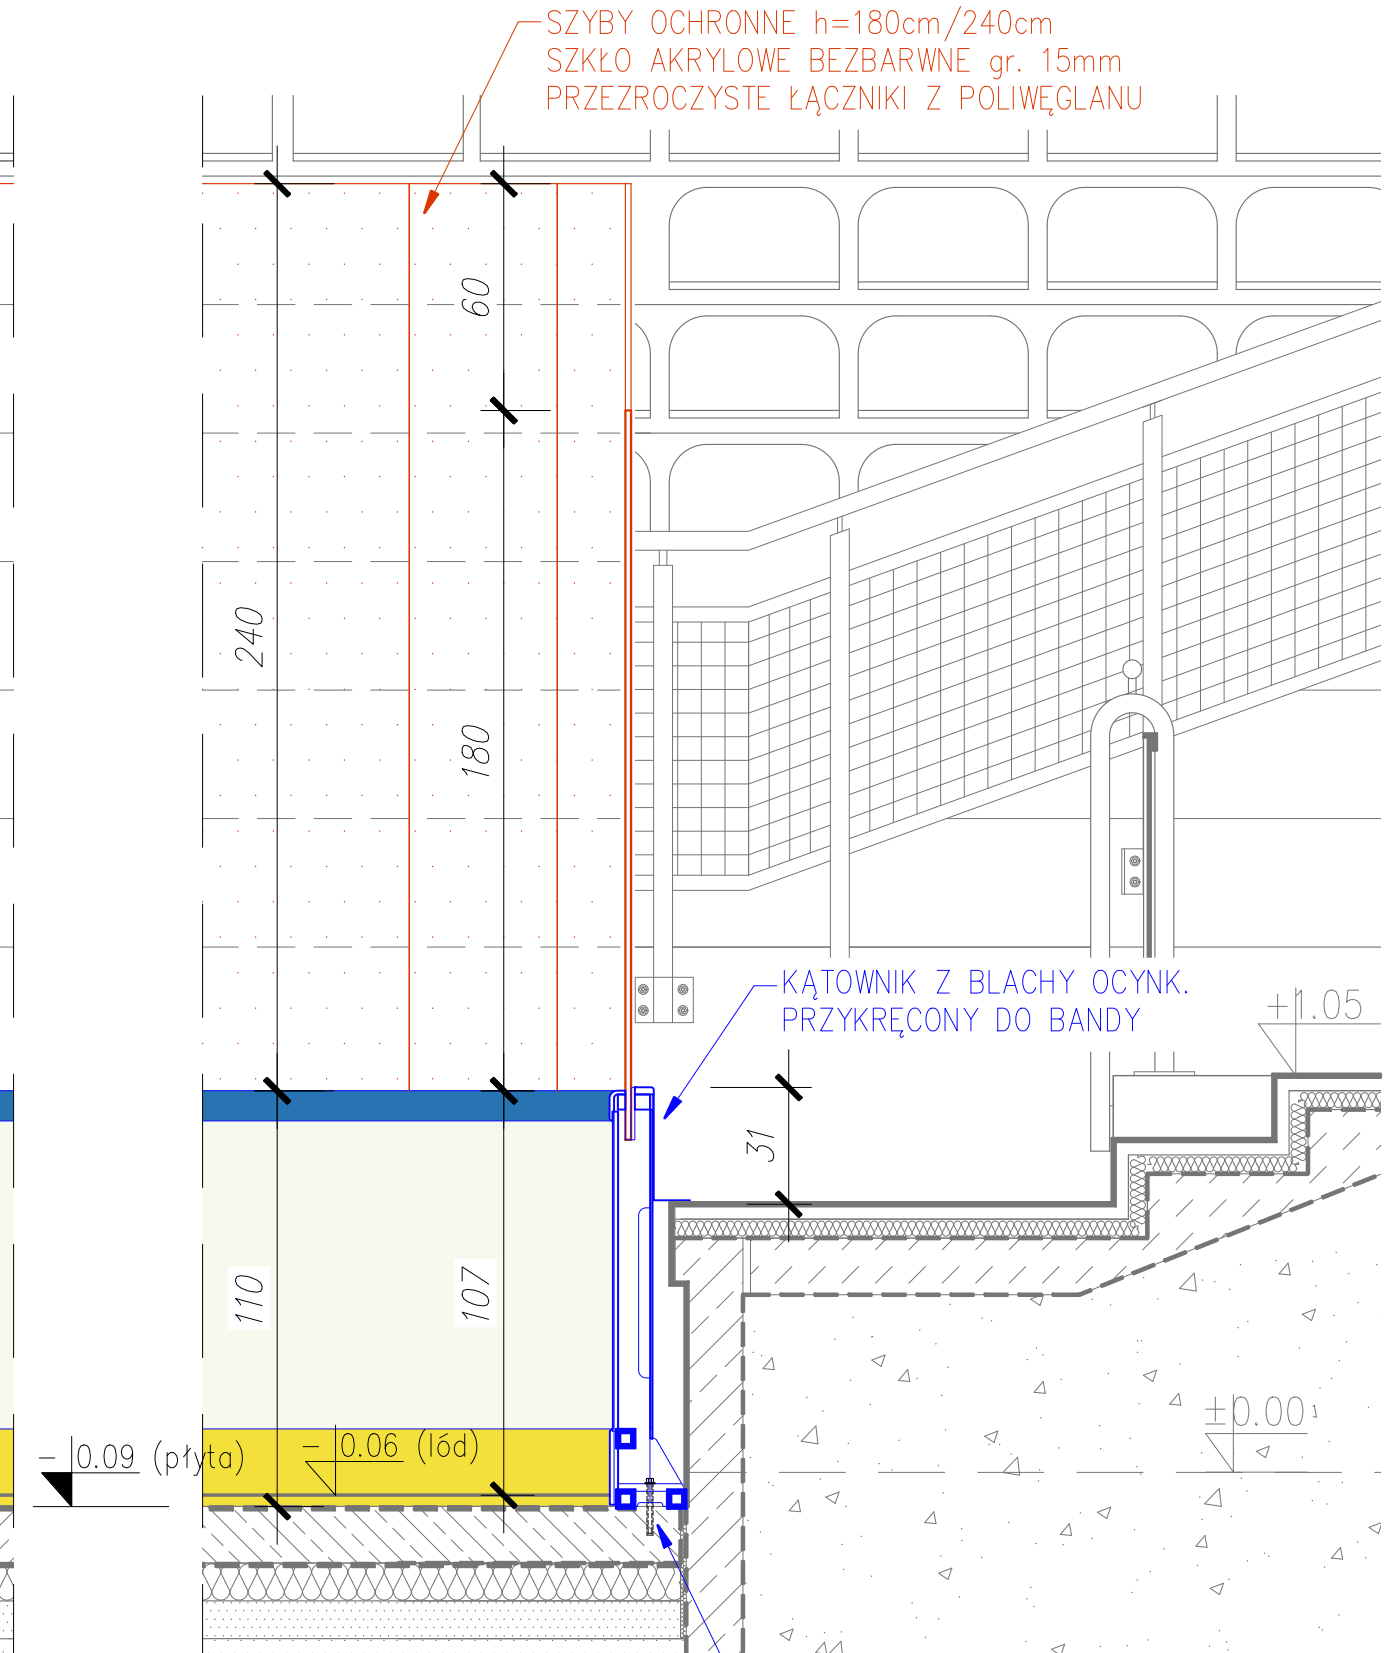 SZYBY OCHRONNE h=180cm/240cm
SZKŁO AKRYLOWE BEZBARWNE gr. 15mm
PRZEZROCZYSTE ŁĄCZNIKI Z POLIWĘGLANU
60
240
180
KĄTOWNIK Z BLACHY OCYNK.
PRZYKRĘCONY DO BANDY
+1.05
31
110
107
±0.00
-0.09 (płyta)
-0.06 (lód)